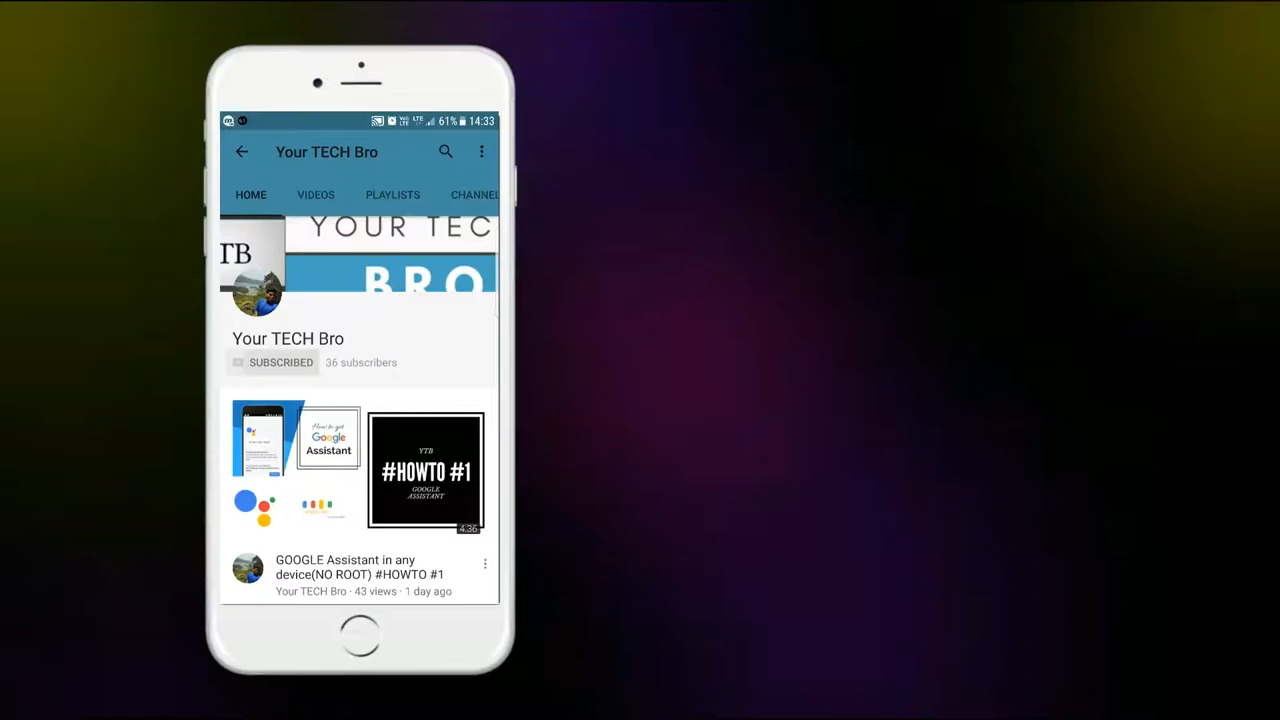 LTE 61% 14:33
Your TECH Bro
HOME VIDEOS PLAYLISTS CHANNEL
YOUR TEC
TB
BRO
Your TECH Bro
SUBSCRIBED 36 subscribers
How to get
Google
Assistant
YTB
#HOWTO #1
GOOGLE
ASSISTANT
4:36
GOOGLE Assistant in any
device(NO ROOT) #HOWTO #1
Your TECH Bro · 43 views · 1 day ago